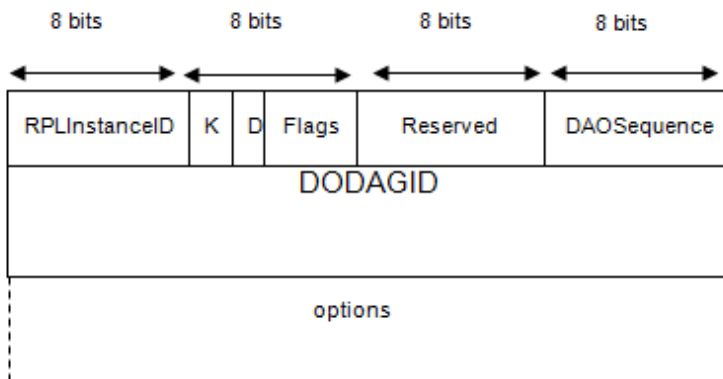 8 bits 8 bits 8 bits 8 bits
RPLInstanceID K D Flags Reserved DAOSequence
DODAGID
options